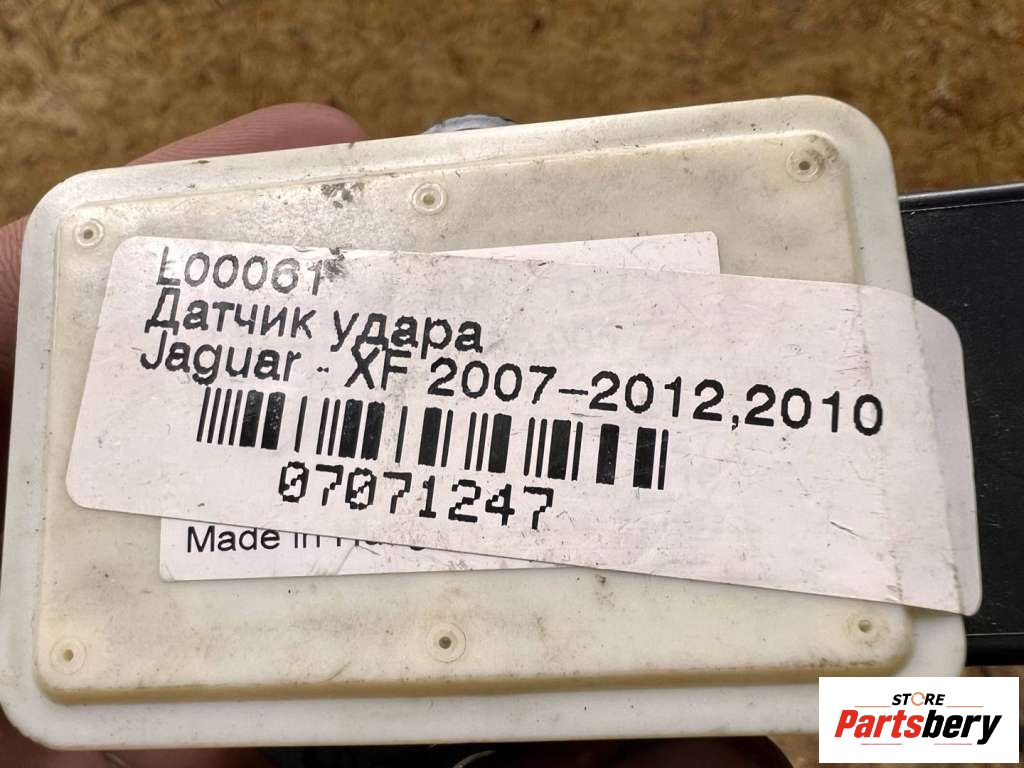 L00061
Датчик удара
Jaguar - XF 2007-2012,2010
07071247
Made in
STORE
Partsbery